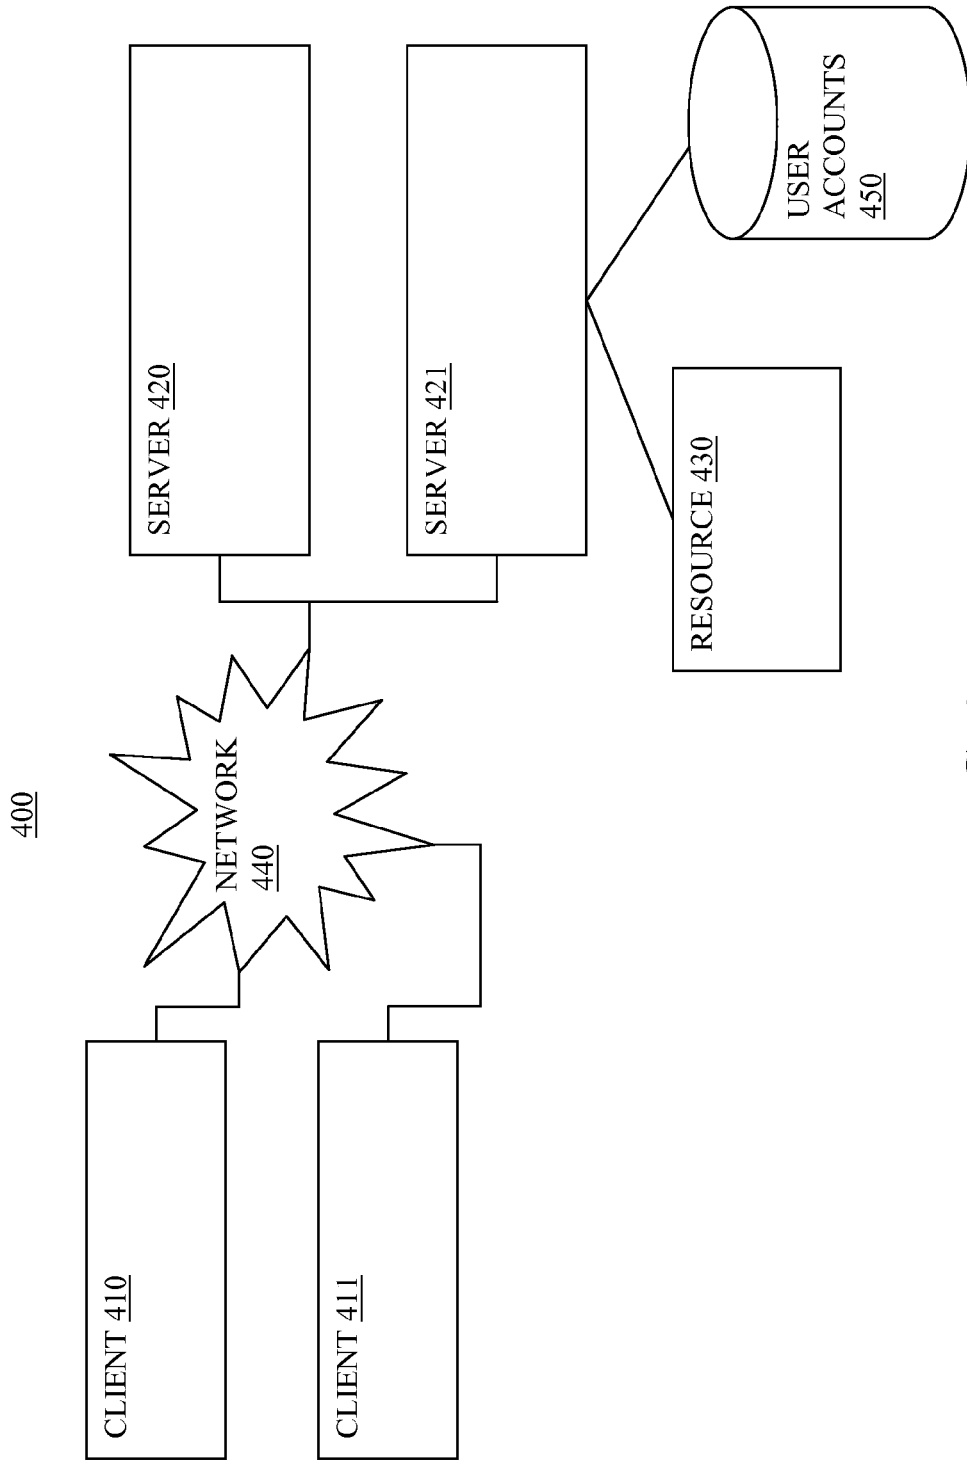 400
CLIENT 410
CLIENT 411
NETWORK
440
SERVER 420
SERVER 421
RESOURCE 430
USER
ACCOUNTS
450